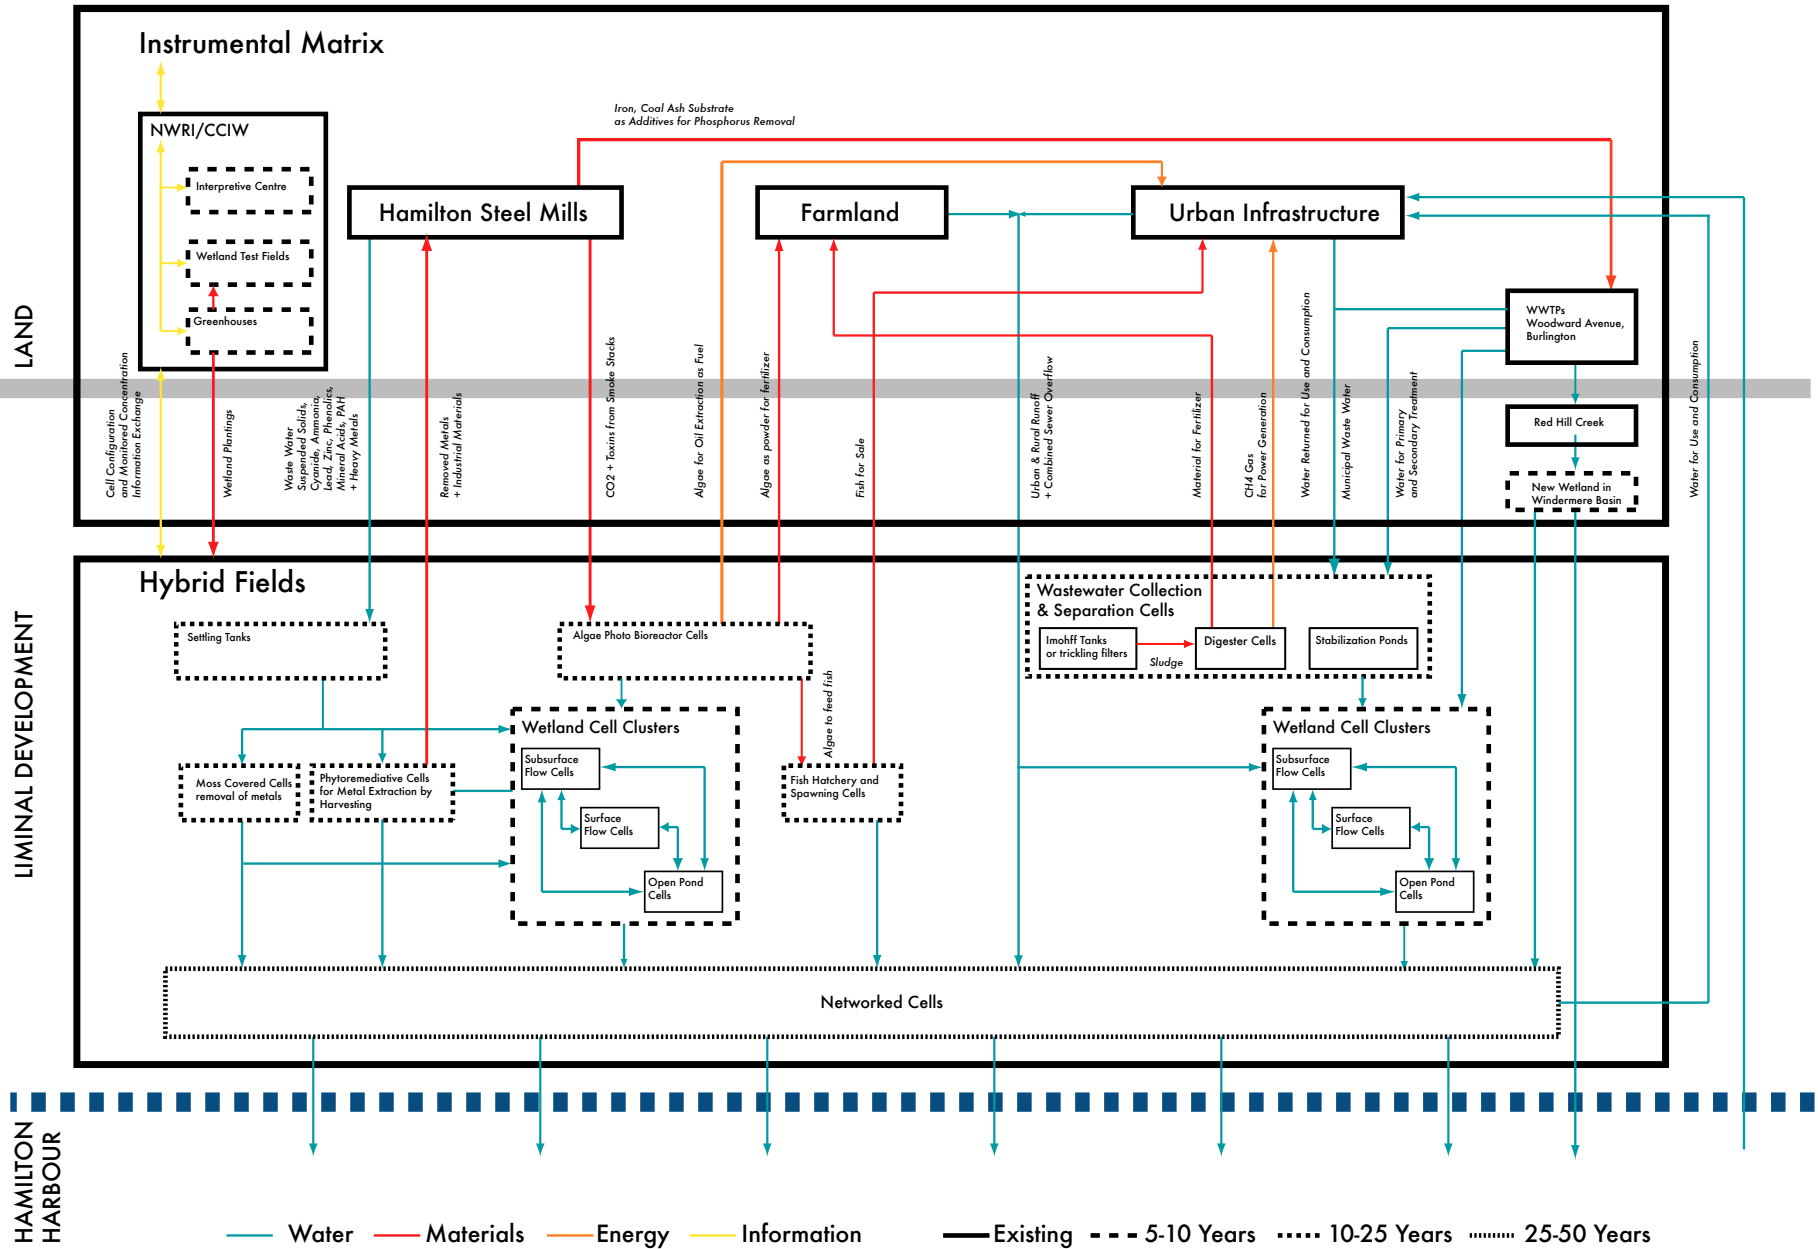 Instrumental Matrix
Iron, Coal Ash Substrate
as Additives for Phosphorus Removal
NWRI/CCIW
Interpretive Centre
Wetland Test Fields
Greenhouses
Hamilton Steel Mills
Farmland
Urban Infrastructure
WWTPs
Woodward Avenue,
Burlington
Red Hill Creek
New Wetland in
Windermere Basin
LAND
Cell Configuration
and Monitored Concentration
Information Exchange
Wetland Plantings
Waste Water
Suspended Solids,
Cyanide, Ammonia,
Lead, Zinc, Phenolics,
Mineral Acids, PAH
+ Heavy Metals
Removed Metals
+ Industrial Materials
CO2 + Toxins from Smoke Stacks
Algae for Oil Extraction as Fuel
Algae as powder for fertilizer
Fish for Sale
Urban & Rural Runoff
+ Combined Sewer Overflow
Material for Fertilizer
CH4 Gas
for Power Generation
Water Returned for Use and Consumption
Municipal Waste Water
Water for Primary
and Secondary Treatment
Water for Use and Consumption
LIMINAL DEVELOPMENT
Hybrid Fields
Settling Tanks
Algae Photo Bioreactor Cells
Wastewater Collection
& Separation Cells
Imohff Tanks
or trickling filters
Sludge
Digester Cells
Stabilization Ponds
Algae to feed fish
Moss Covered Cells
removal of metals
Phytoremediative Cells
for Metal Extraction by
Harvesting
Wetland Cell Clusters
Subsurface
Flow Cells
Surface
Flow Cells
Open Pond
Cells
Fish Hatchery and
Spawning Cells
Wetland Cell Clusters
Subsurface
Flow Cells
Surface
Flow Cells
Open Pond
Cells
Networked Cells
HAMILTON
HARBOUR
Water
Materials
Energy
Information
Existing
5-10 Years
10-25 Years
25-50 Years